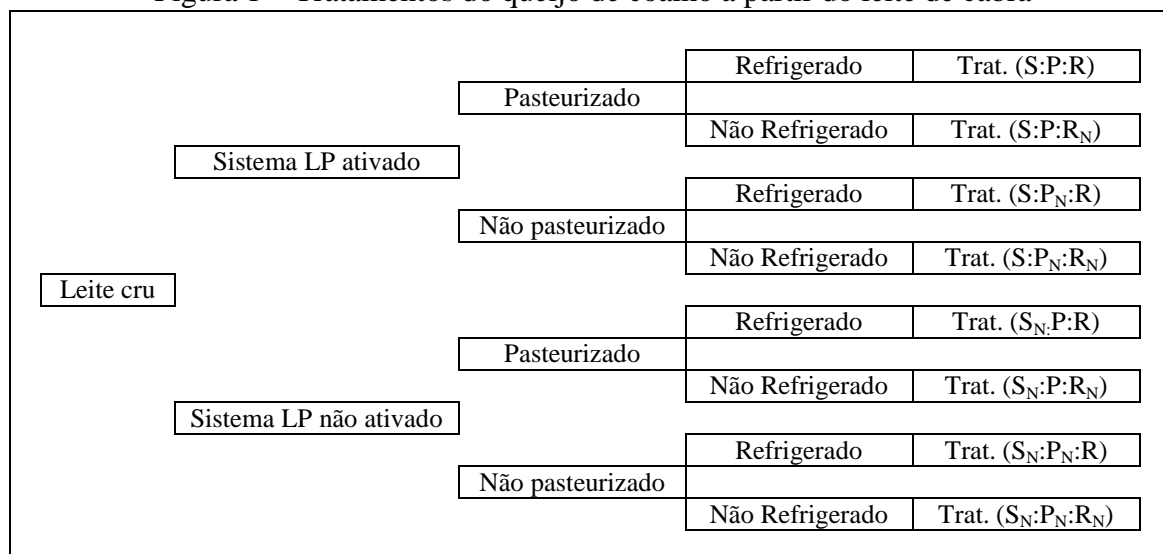 Figura 1 – Tratamentos do queijo de coalho a partir do leite de cabra
Refrigerado Trat. (S:P:R)
Pasteurizado
Não Refrigerado Trat. (S:P:R_N)
Sistema LP ativado
Refrigerado Trat. (S:P_N:R)
Não pasteurizado
Não Refrigerado Trat. (S:P_N:R_N)
Leite cru
Refrigerado Trat. (S_N:P:R)
Pasteurizado
Não Refrigerado Trat. (S_N:P:R_N)
Sistema LP não ativado
Refrigerado Trat. (S_N:P_N:R)
Não pasteurizado
Não Refrigerado Trat. (S_N:P_N:R_N)